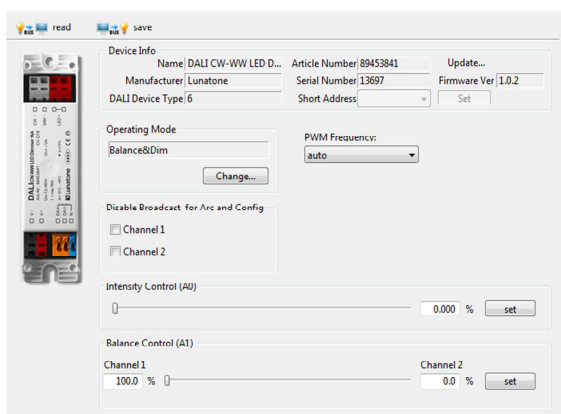 read save
Device Info
Name DALI CW-WW LED D... Article Number 89453841 Update...
Manufacturer Lunatone Serial Number 13697 Firmware Ver 1.0.2
DALI Device Type 6 Short Address Set
Operating Mode
Balance&Dim
Change...
PWM Frequency:
auto
Disable Broadcast for Arc and Config
Channel 1
Channel 2
Intensity Control (A0)
0.000 % set
Balance Control (A1)
Channel 1 Channel 2
100.0 % 0.0 % set
BUS
BUS
Lunatone